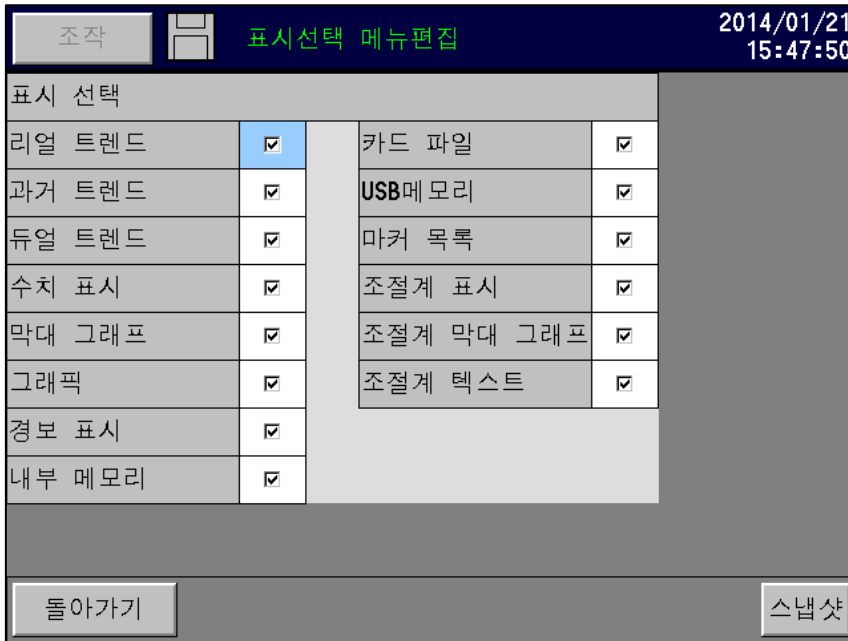 조작
표시선택 메뉴편집
2014/01/21
15:47:50
표시 선택
리얼 트렌드
카드 파일
과거 트렌드
USB메모리
듀얼 트렌드
마커 목록
수치 표시
조절계 표시
막대 그래프
조절계 막대 그래프
그래픽
조절계 텍스트
경보 표시
내부 메모리
돌아가기
스냅샷